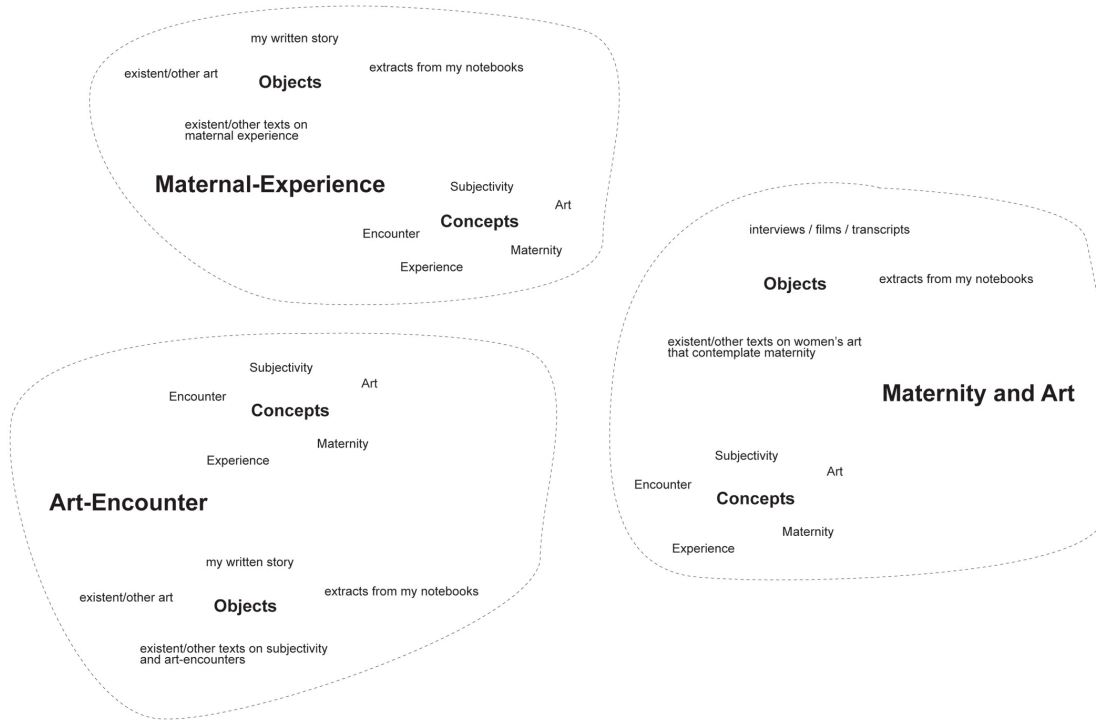 my written story
existent/other art
Objects
extracts from my notebooks
existent/other texts on
maternal experience
Maternal-Experience
Subjectivity
Art
Concepts
Encounter
Maternity
Experience
Subjectivity
Art
Encounter
Concepts
Maternity
Experience
Art-Encounter
my written story
existent/other art
Objects
extracts from my notebooks
existent/other texts on subjectivity
and art-encounters
interviews / films / transcripts
Objects
extracts from my notebooks
existent/other texts on women’s art
that contemplate maternity
Maternity and Art
Subjectivity
Art
Encounter
Concepts
Maternity
Experience